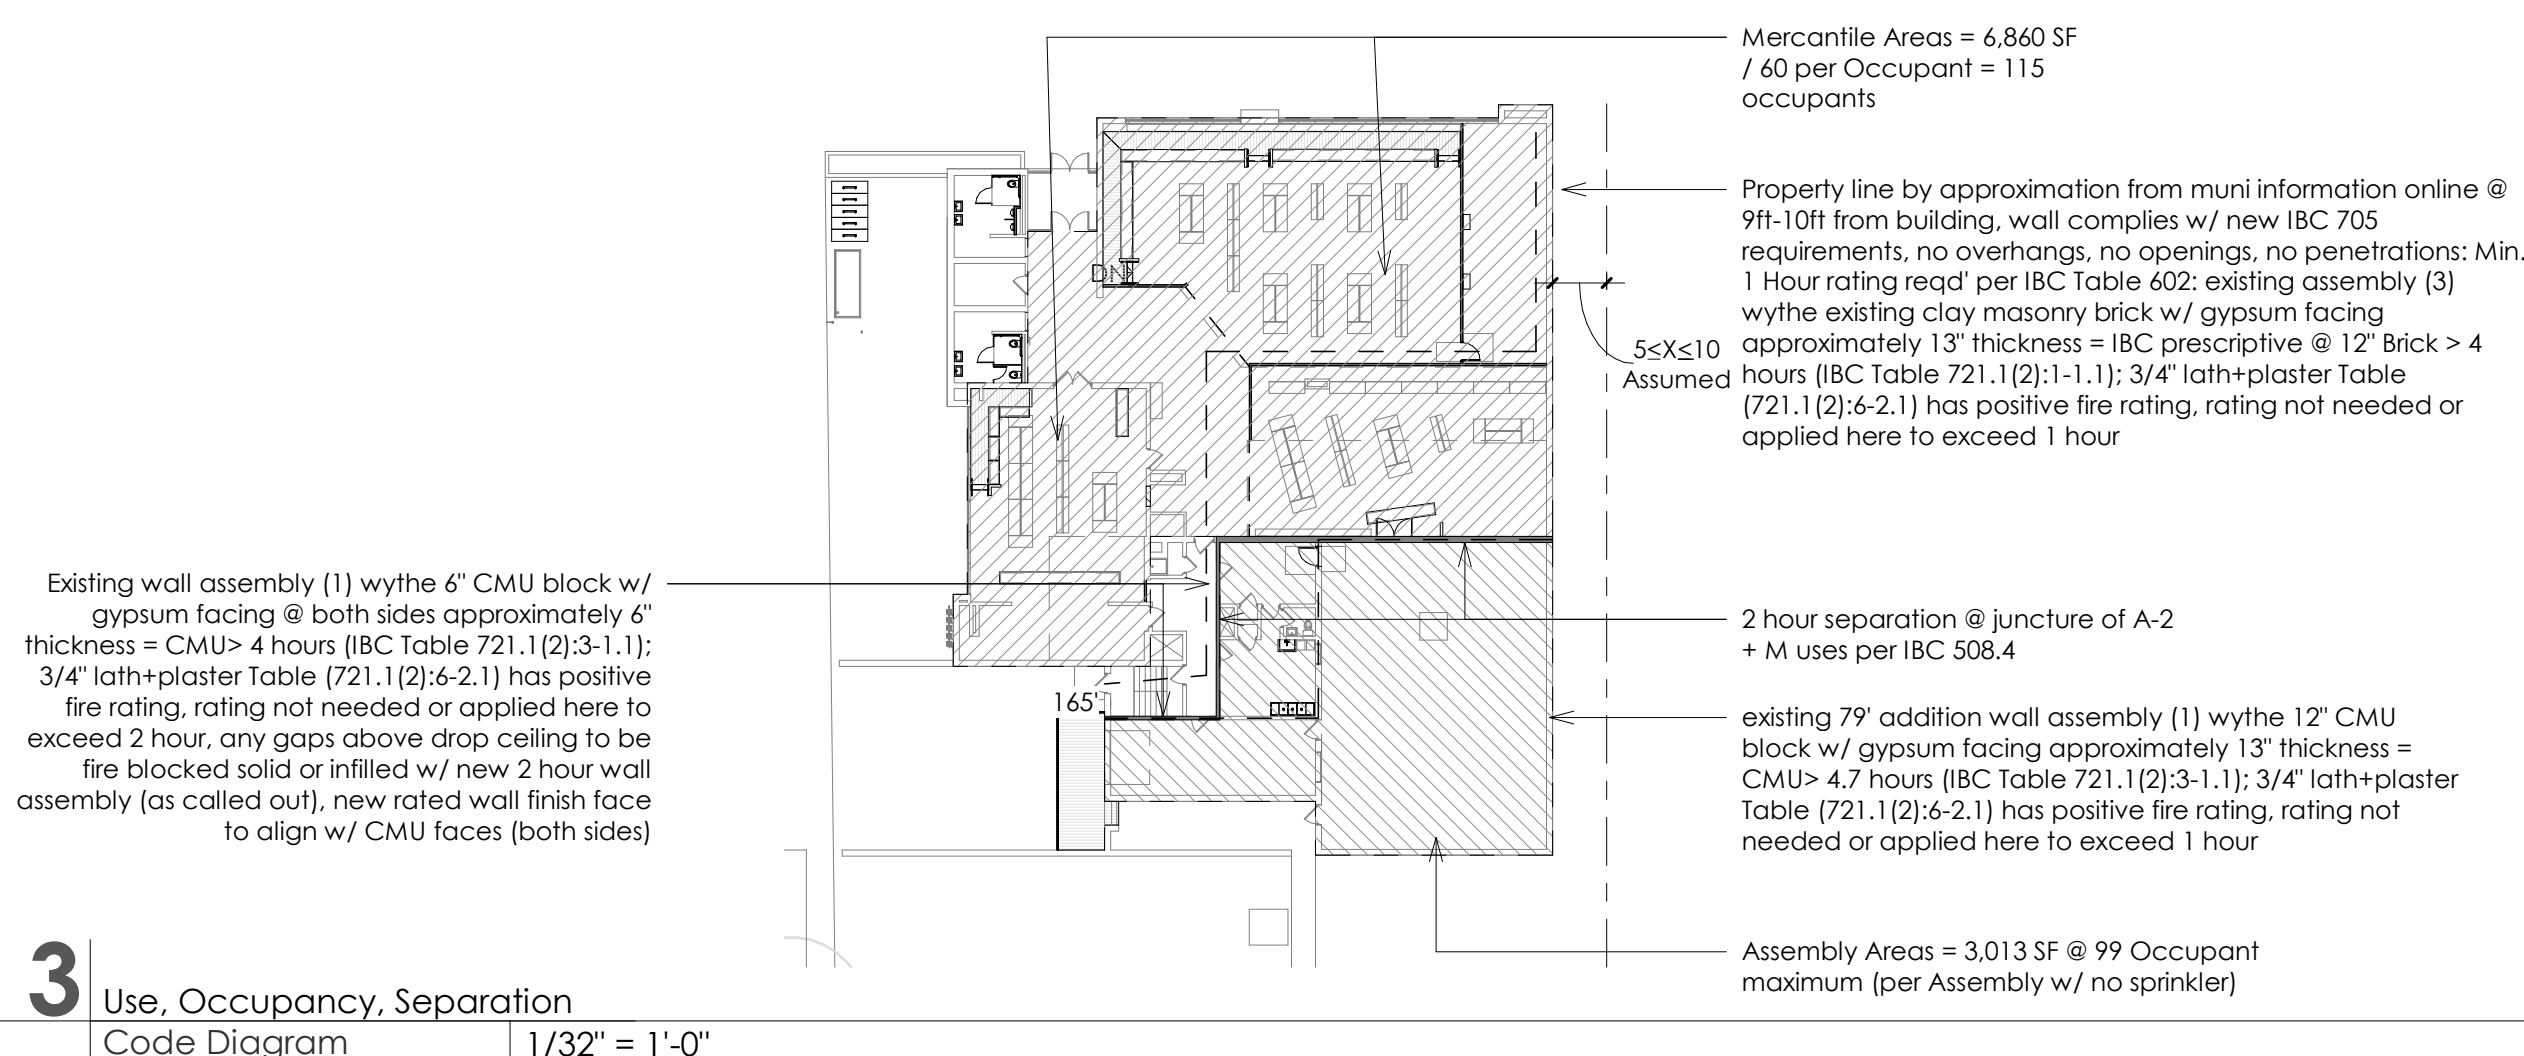 Mercantile Areas = 6,860 SF
/ 60 per Occupant = 115
occupants
Property line by approximation from muni information online @
9ft-10ft from building, wall complies w/ new IBC 705
requirements, no overhangs, no openings, no penetrations: Min.
1 Hour rating reqd' per IBC Table 602: existing assembly (3)
wythe existing clay masonry brick w/ gypsum facing
approximately 13" thickness = IBC prescriptive @ 12" Brick > 4
hours (IBC Table 721.1(2):1-1.1); 3/4" lath+plaster Table
(721.1(2):6-2.1) has positive fire rating, rating not needed or
applied here to exceed 1 hour
DN
5≤X≤10
Assumed
Existing wall assembly (1) wythe 6" CMU block w/
gypsum facing @ both sides approximately 6"
thickness = CMU> 4 hours (IBC Table 721.1(2):3-1.1);
3/4" lath+plaster Table (721.1(2):6-2.1) has positive
fire rating, rating not needed or applied here to
exceed 2 hour, any gaps above drop ceiling to be
fire blocked solid or infilled w/ new 2 hour wall
assembly (as called out), new rated wall finish face
to align w/ CMU faces (both sides)
165'
2 hour separation @ juncture of A-2
+ M uses per IBC 508.4
existing 79' addition wall assembly (1) wythe 12" CMU
block w/ gypsum facing approximately 13" thickness =
CMU> 4.7 hours (IBC Table 721.1(2):3-1.1); 3/4" lath+plaster
Table (721.1(2):6-2.1) has positive fire rating, rating not
needed or applied here to exceed 1 hour
Assembly Areas = 3,013 SF @ 99 Occupant
maximum (per Assembly w/ no sprinkler)
3
Use, Occupancy, Separation
Code Diagram
1/32" = 1'-0"